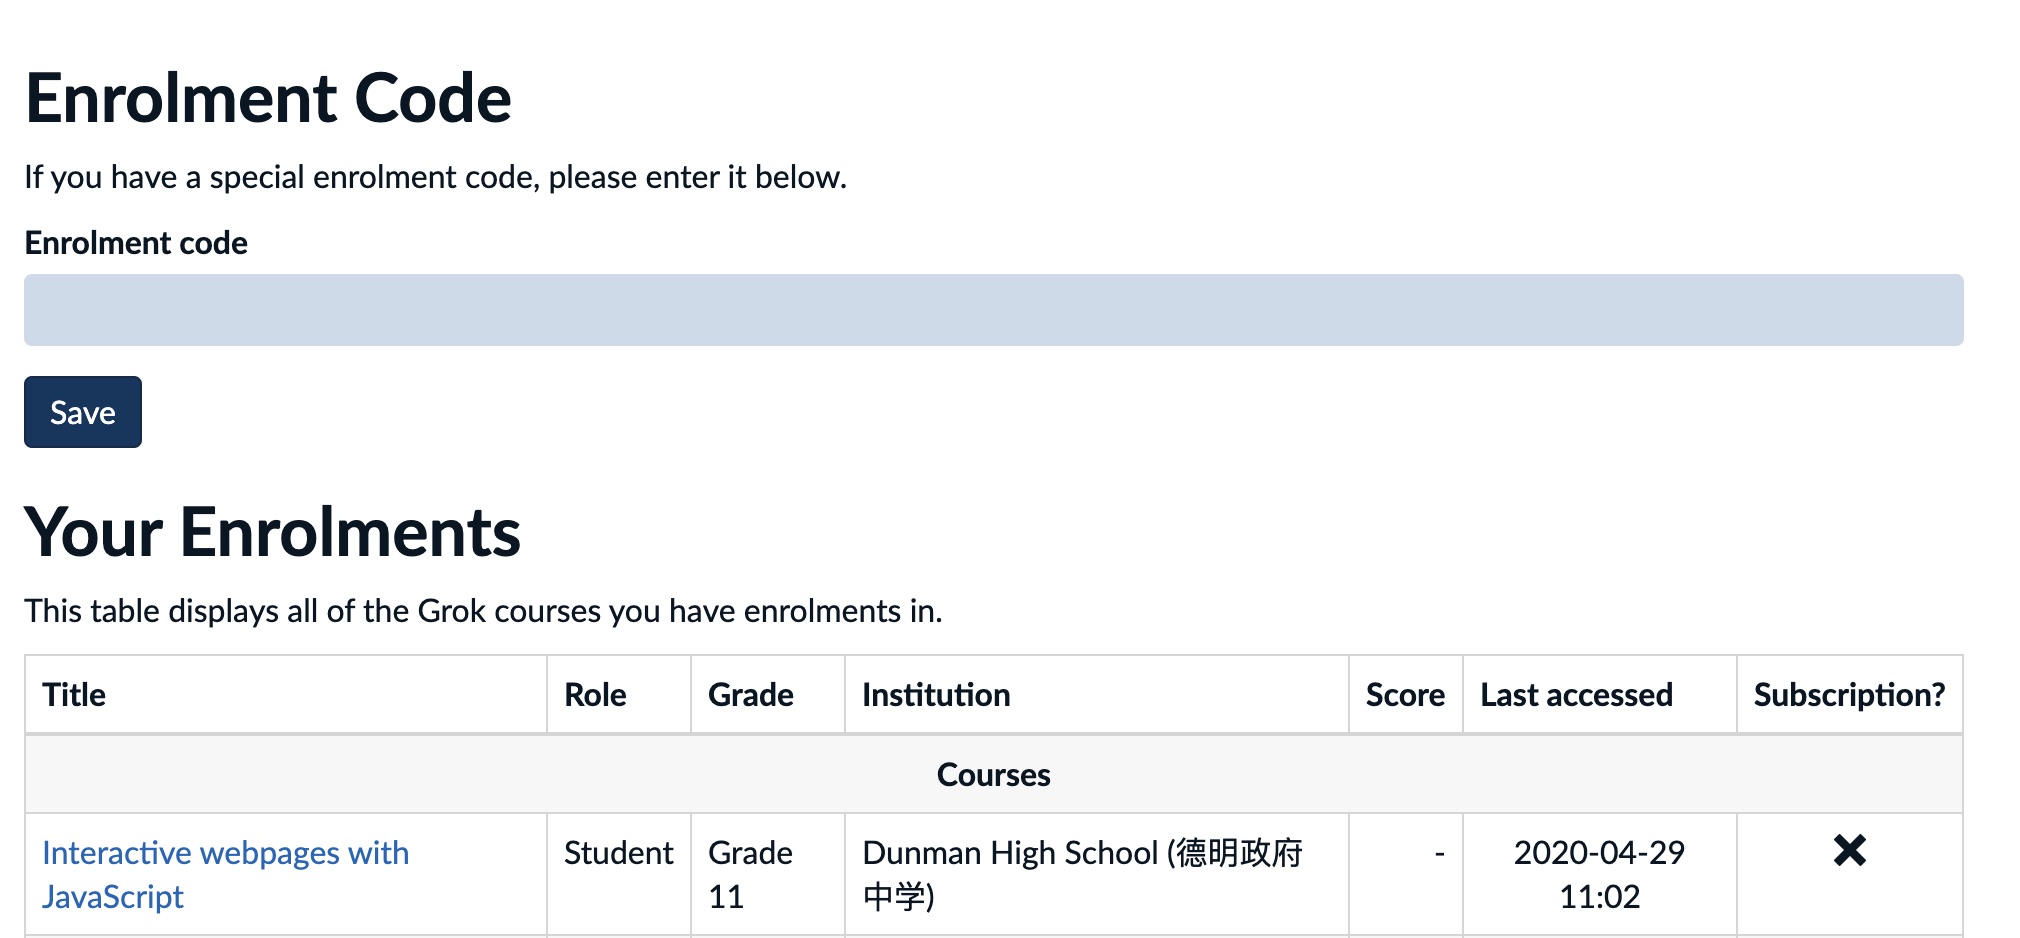 Enrolment Code
If you have a special enrolment code, please enter it below.
Enrolment code
Save
Your Enrolments
This table displays all of the Grok courses you have enrolments in.
Title Role Grade Institution Score Last accessed Subscription?
Courses
Interactive webpages with Student Grade Dunman High School (德明政府 - 2020-04-29 ✖
JavaScript 11 中学) 11:02